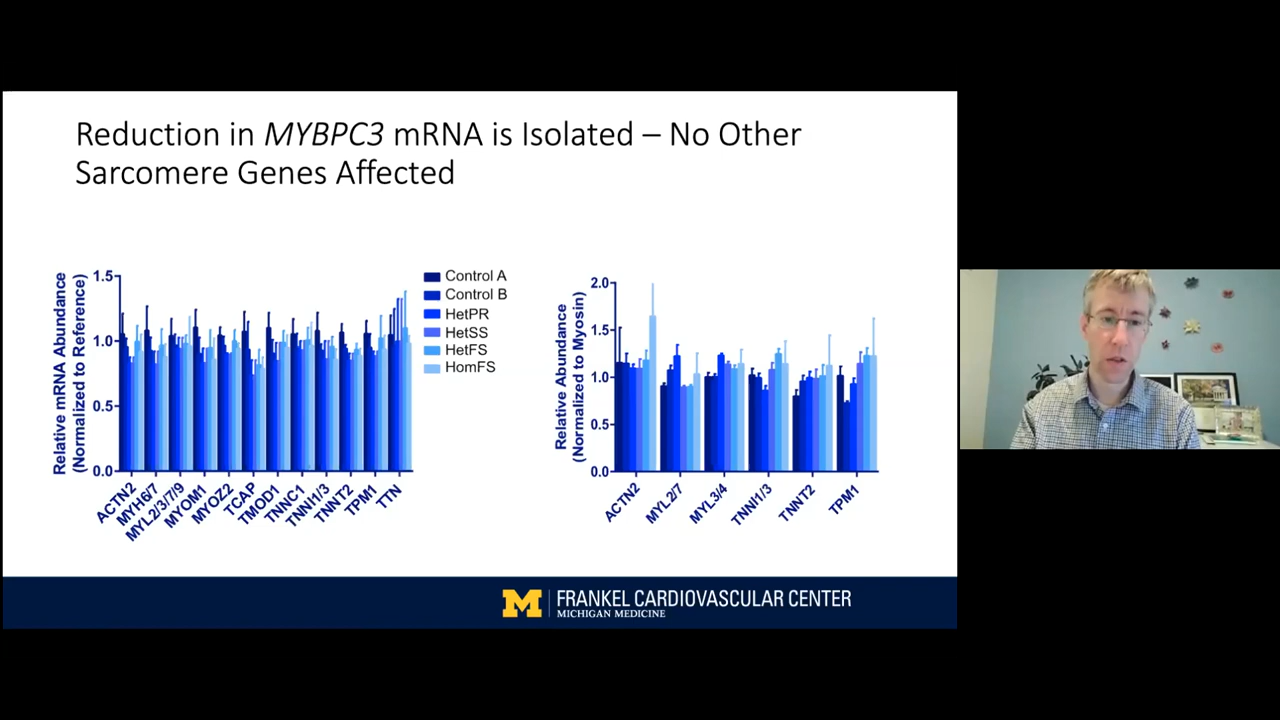 Reduction in MYBPC3 mRNA is Isolated – No Other
Sarcomere Genes Affected
Relative mRNA Abundance
(Normalized to Reference)
1.5
1.0
0.5
0.0
ACTN2
MYH6/7
MYL2/3/7/9
MYOM1
MYOZ2
TCAP
TMOD1
TNNC1
TNNI1/3
TNNT2
TPM1
TTN
Control A
Control B
HetPR
HetSS
HetFS
HomFS
Relative Abundance
(Normalized to Myosin)
2.0
1.5
1.0
0.5
0.0
ACTN2
MYL2/7
MYL3/4
TNNI1/3
TNNT2
TPM1
M
FRANKEL CARDIOVASCULAR CENTER
MICHIGAN MEDICINE